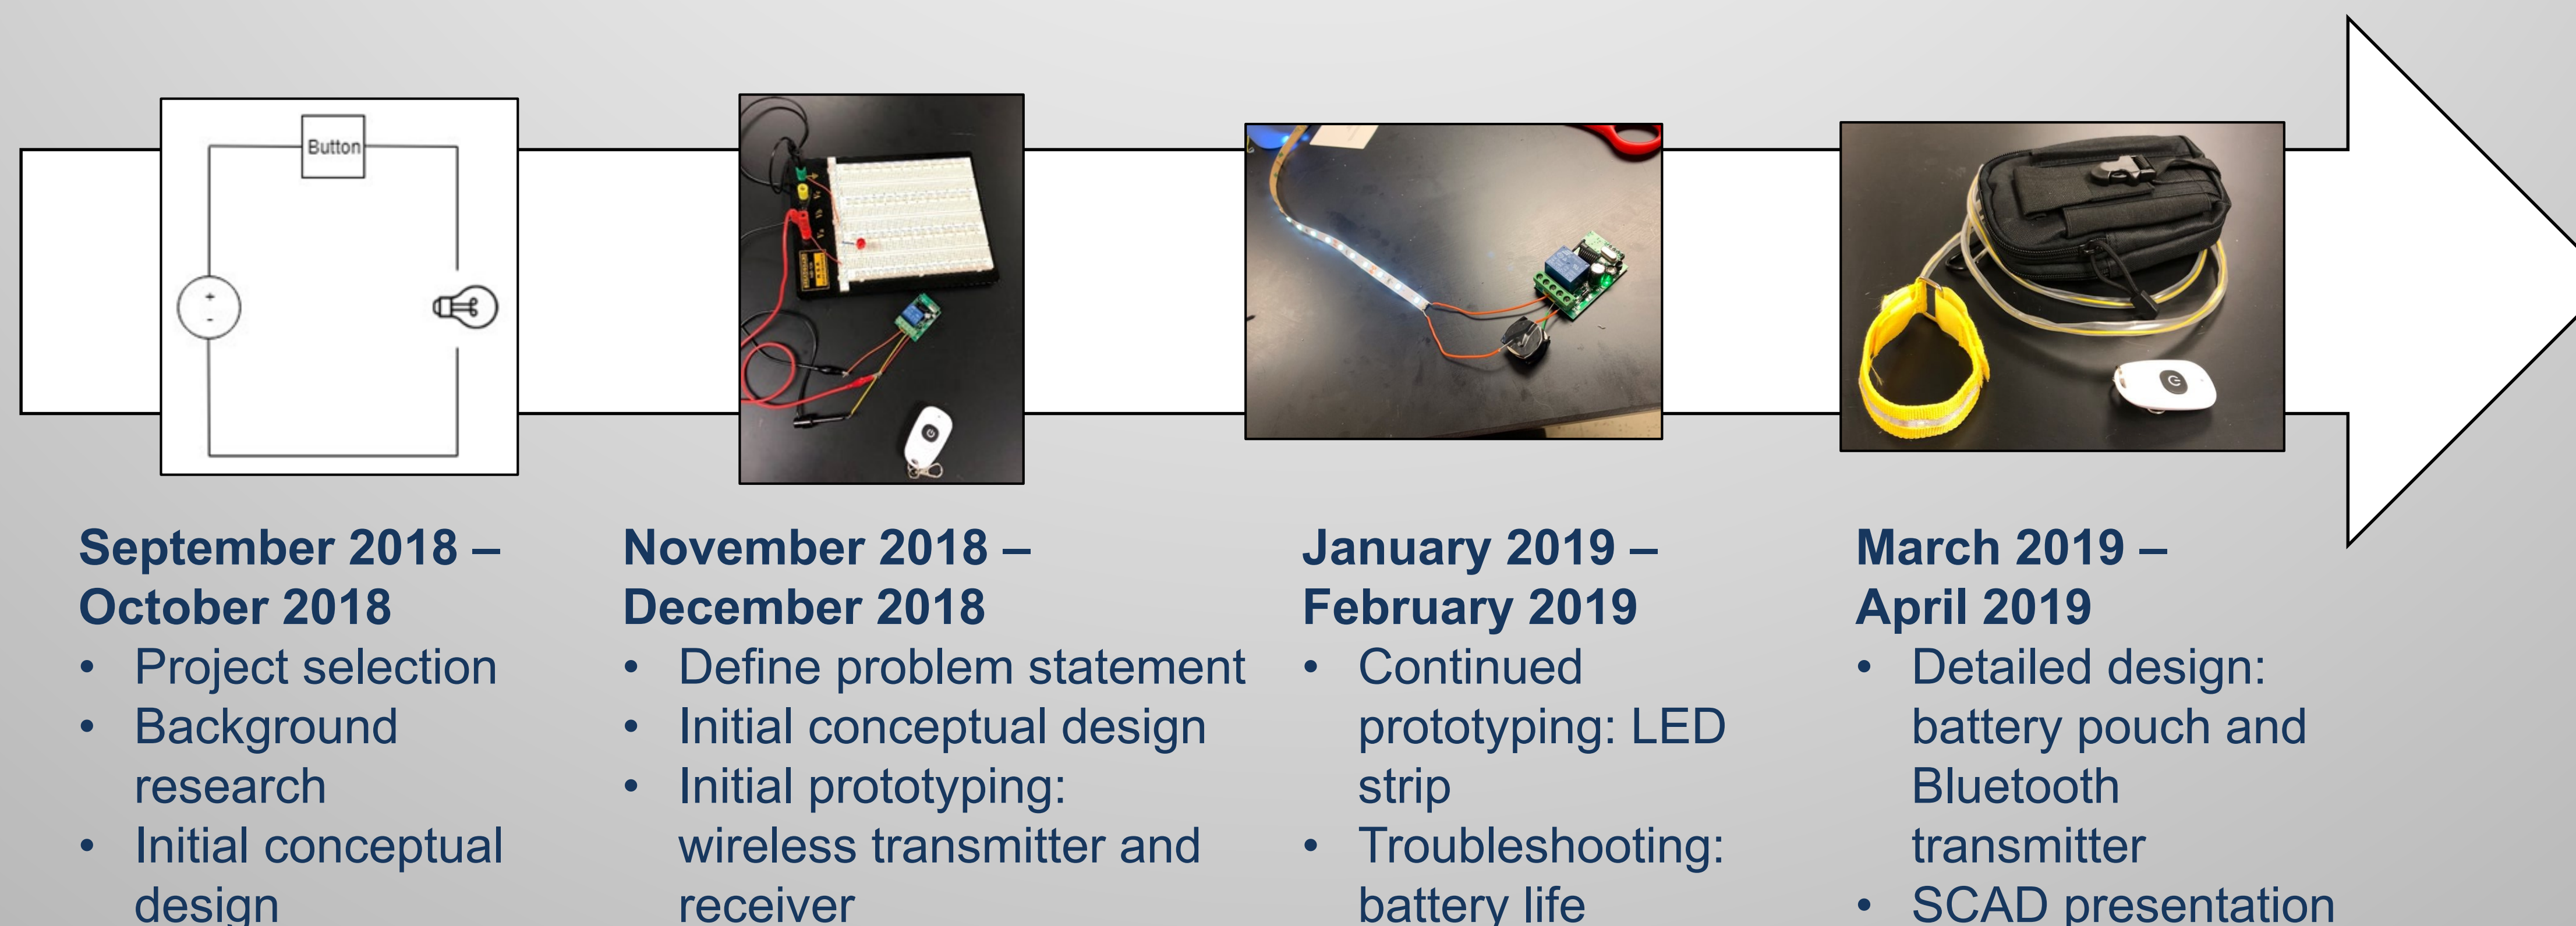 Button
September 2018 –
October 2018
• Project selection
• Background
research
• Initial conceptual
design
November 2018 –
December 2018
• Define problem statement
• Initial conceptual design
• Initial prototyping:
wireless transmitter and
receiver
January 2019 –
February 2019
• Continued
prototyping: LED
strip
• Troubleshooting:
battery life
March 2019 –
April 2019
• Detailed design:
battery pouch and
Bluetooth
transmitter
• SCAD presentation